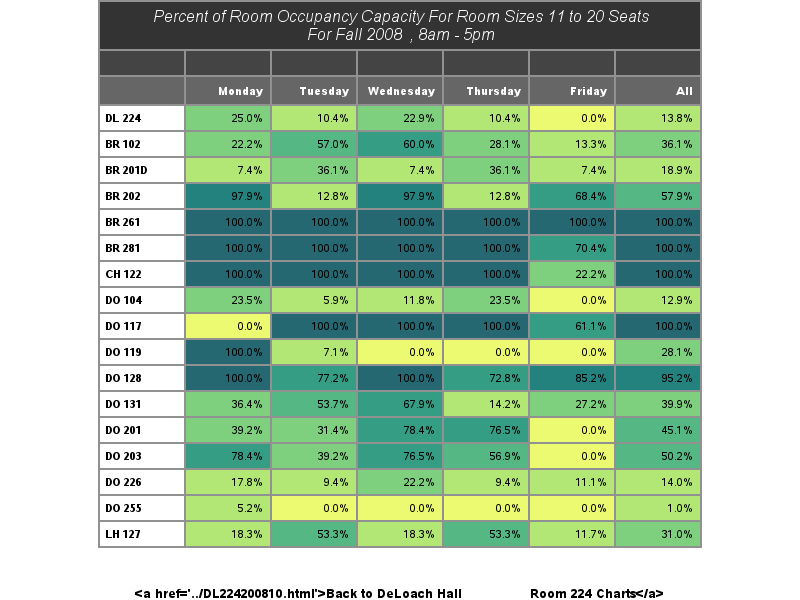 Percent of Room Occupancy Capacity For Room Sizes 11 to 20 Seats
For Fall 2008 , 8am - 5pm
Monday Tuesday Wednesday Thursday Friday All
DL 224 25.0% 10.4% 22.9% 10.4% 0.0% 13.8%
BR 102 22.2% 57.0% 60.0% 28.1% 13.3% 36.1%
BR 201D 7.4% 36.1% 7.4% 36.1% 7.4% 18.9%
BR 202 97.9% 12.8% 97.9% 12.8% 68.4% 57.9%
BR 261 100.0% 100.0% 100.0% 100.0% 100.0% 100.0%
BR 281 100.0% 100.0% 100.0% 100.0% 70.4% 100.0%
CH 122 100.0% 100.0% 100.0% 100.0% 22.2% 100.0%
DO 104 23.5% 5.9% 11.8% 23.5% 0.0% 12.9%
DO 117 0.0% 100.0% 100.0% 100.0% 61.1% 100.0%
DO 119 100.0% 7.1% 0.0% 0.0% 0.0% 28.1%
DO 128 100.0% 77.2% 100.0% 72.8% 85.2% 95.2%
DO 131 36.4% 53.7% 67.9% 14.2% 27.2% 39.9%
DO 201 39.2% 31.4% 78.4% 76.5% 0.0% 45.1%
DO 203 78.4% 39.2% 76.5% 56.9% 0.0% 50.2%
DO 226 17.8% 9.4% 22.2% 9.4% 11.1% 14.0%
DO 255 5.2% 0.0% 0.0% 0.0% 0.0% 1.0%
LH 127 18.3% 53.3% 18.3% 53.3% 11.7% 31.0%
<a href='../DL224200810.html'>Back to DeLoach Hall Room 224 Charts</a>